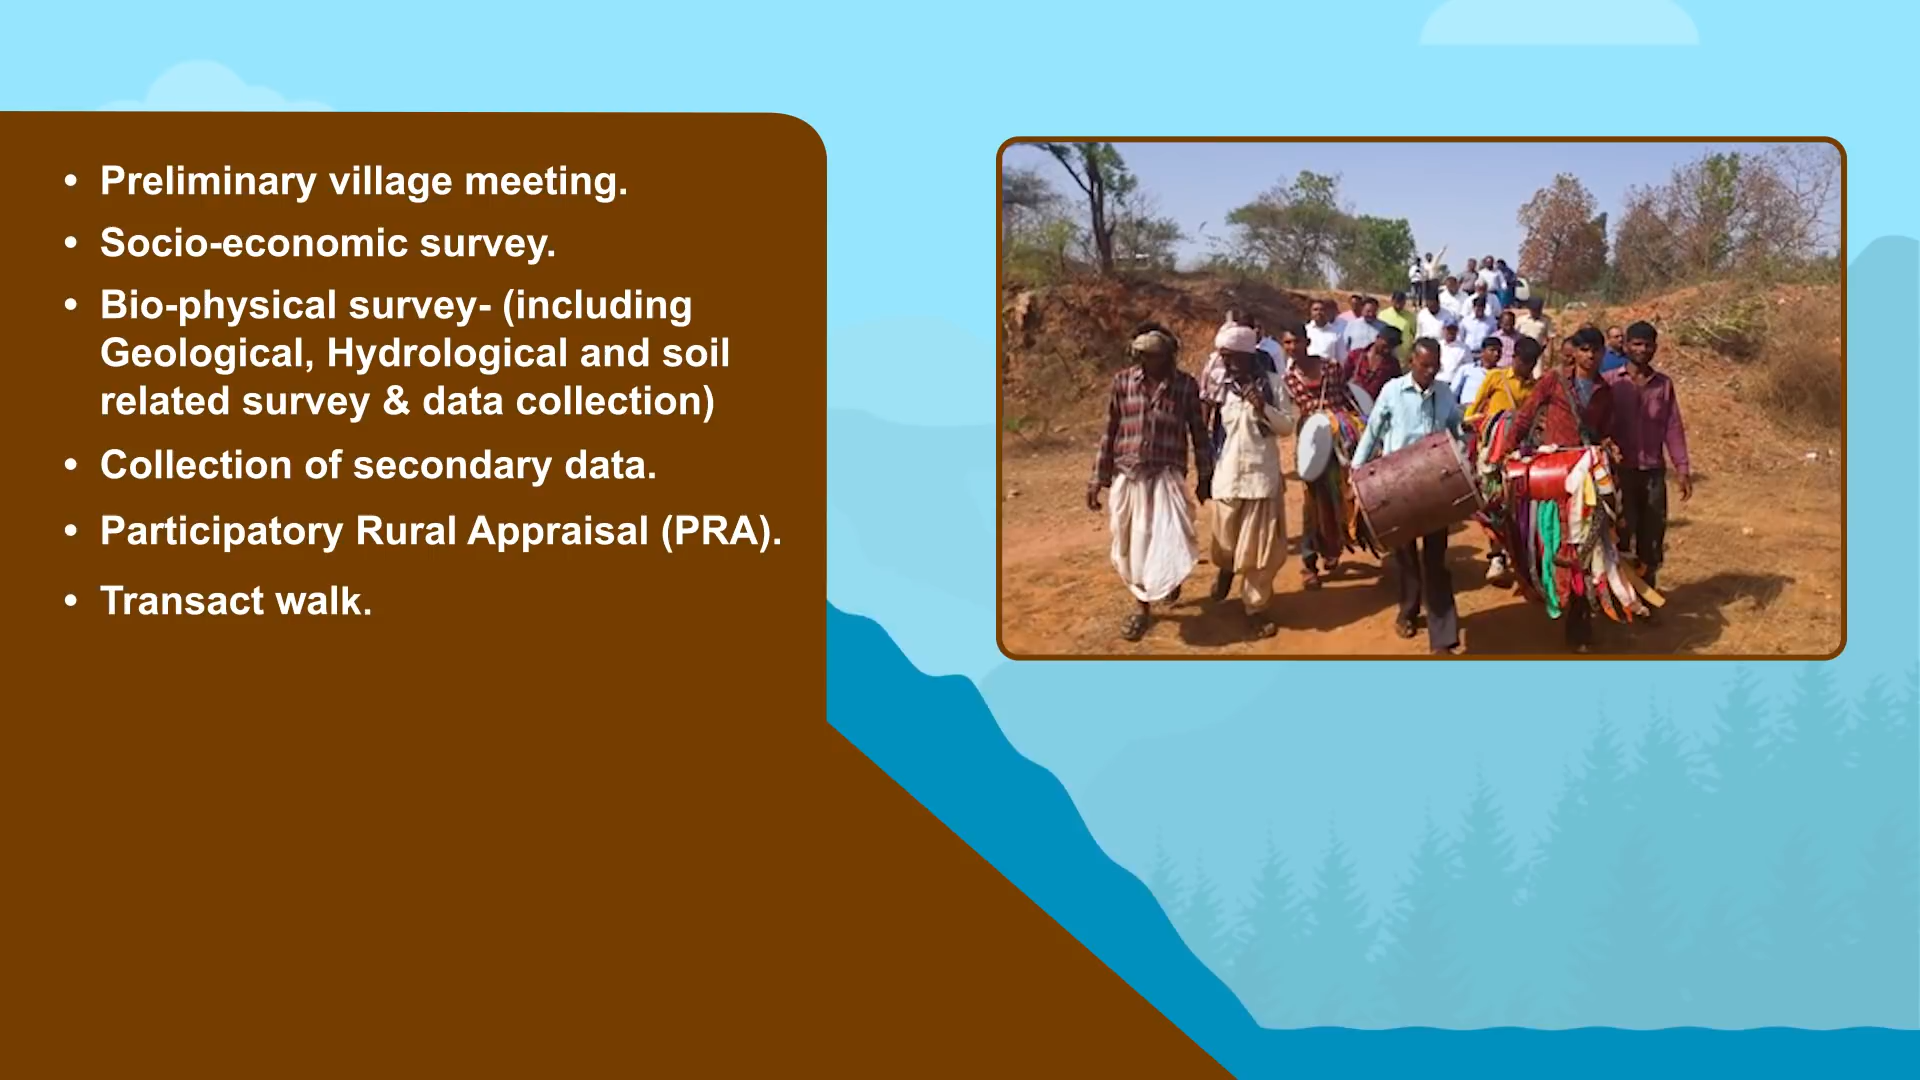 • Preliminary village meeting.
• Socio-economic survey.
• Bio-physical survey- (including
Geological, Hydrological and soil
related survey & data collection)
• Collection of secondary data.
• Participatory Rural Appraisal (PRA).
• Transact walk.